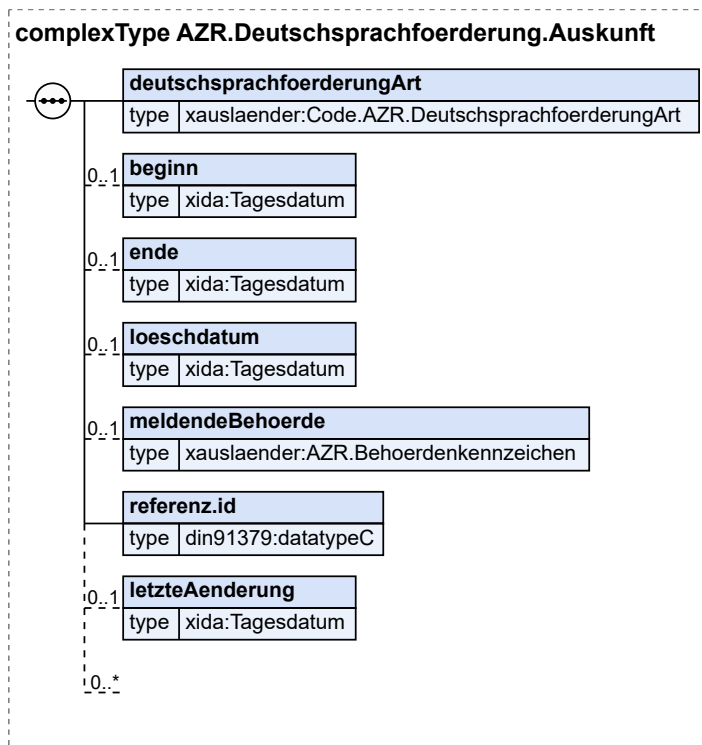 complexType AZR.Deutschsprachfoerderung.Auskunft
deutschsprachfoerderungArt
type xauslaender:Code.AZR.DeutschsprachfoerderungArt
0..1 beginn
type xida:Tagesdatum
0..1 ende
type xida:Tagesdatum
0..1 loeschdatum
type xida:Tagesdatum
0..1 meldendeBehoerde
type xauslaender:AZR.Behoerdenkennzeichen
referenz.id
type din91379:datatypeC
0..1 letzteAenderung
type xida:Tagesdatum
0..*